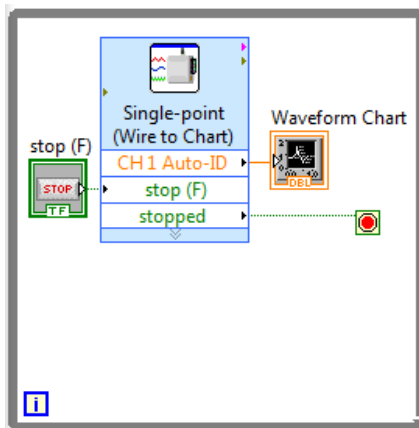 Single-point
(Wire to Chart)
Waveform Chart
stop (F)
CH 1 Auto-ID
STOP
TF
stop (F)
DBL
stopped
i